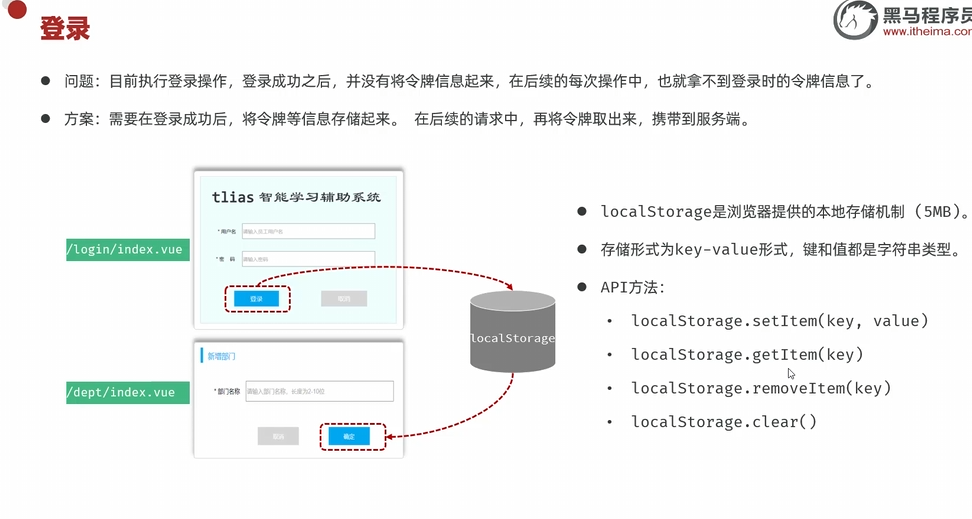 登录
黑马程序员
www.itheima.com
问题：目前执行登录操作，登录成功之后，并没有将令牌信息起来，在后续的每次操作中，也就拿不到登录时的令牌信息了。
方案：需要在登录成功后，将令牌等信息存储起来。 在后续的请求中，再将令牌取出来，携带到服务端。
tlias 智能学习辅助系统
/login/index.vue
* 用户名
请输入员工用户名
* 密 码
请输入密码
登录
取消
localStorage
新增部门
/dept/index.vue
* 部门名称
请输入部门名称，长度为2-10位
取消
确定
localStorage是浏览器提供的本地存储机制（5MB）。
存储形式为key-value形式，键和值都是字符串类型。
API方法：
localStorage.setItem(key, value)
localStorage.getItem(key)
localStorage.removeItem(key)
localStorage.clear()